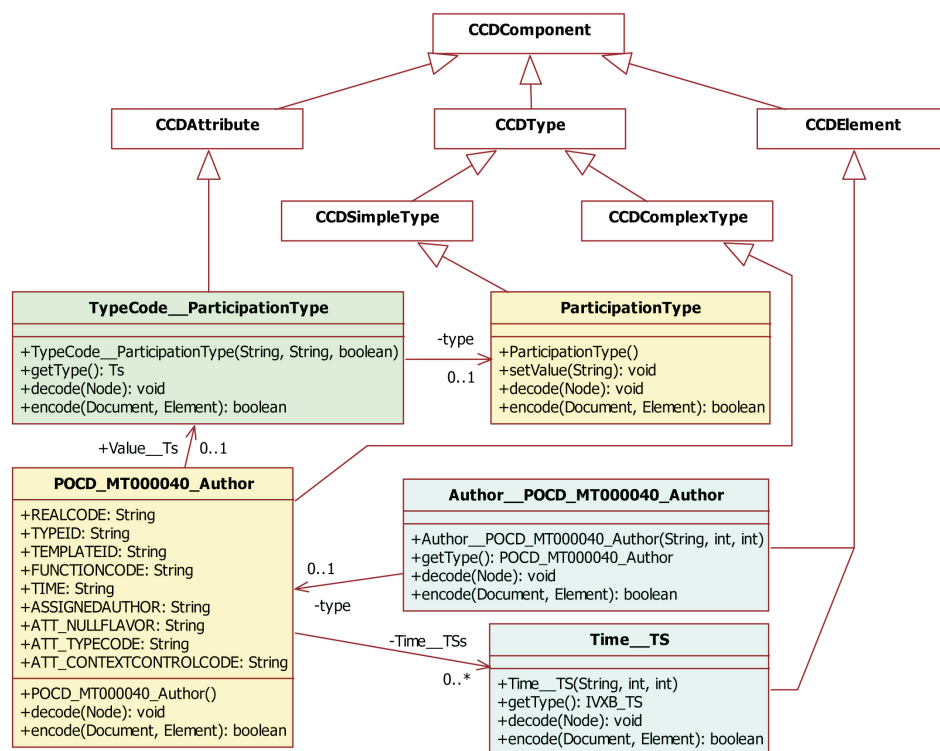 CCDComponent
CCDAttribute
CCDType
CCDElement
CCDSimpleType
CCDComplexType
TypeCode__ParticipationType
+TypeCode__ParticipationType(String, String, boolean)
+getType(): Ts
+decode(Node): void
+encode(Document, Element): boolean
-type
0..1
ParticipationType
+ParticipationType()
+setValue(String): void
+decode(Node): void
+encode(Document, Element): boolean
+Value__Ts
0..1
POCD_MT000040_Author
+REALCODE: String
+TYPEID: String
+TEMPLATEID: String
+FUNCTIONCODE: String
+TIME: String
+ASSIGNEDAUTHOR: String
+ATT_NULLFLAVOR: String
+ATT_TYPECODE: String
+ATT_CONTEXTCONTROLCODE: String
+POCD_MT000040_Author()
+decode(Node): void
+encode(Document, Element): boolean
Author__POCD_MT000040_Author
+Author__POCD_MT000040_Author(String, int, int)
+getType(): POCD_MT000040_Author
+decode(Node): void
+encode(Document, Element): boolean
0..1
-type
-Time__TSs
0..*
Time__TS
+Time__TS(String, int, int)
+getType(): IVXB_TS
+decode(Node): void
+encode(Document, Element): boolean